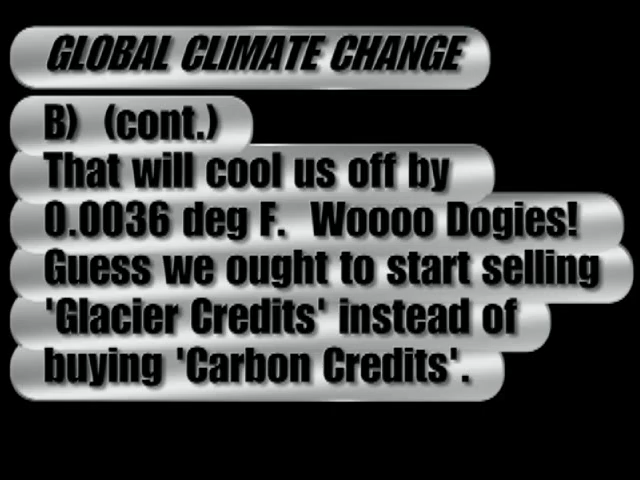 GLOBAL CLIMATE CHANGE
B) (cont.)
That will cool us off by
0.0036 deg F. Woooo Dogies!
Guess we ought to start selling
'Glacier Credits' instead of
buying 'Carbon Credits'.